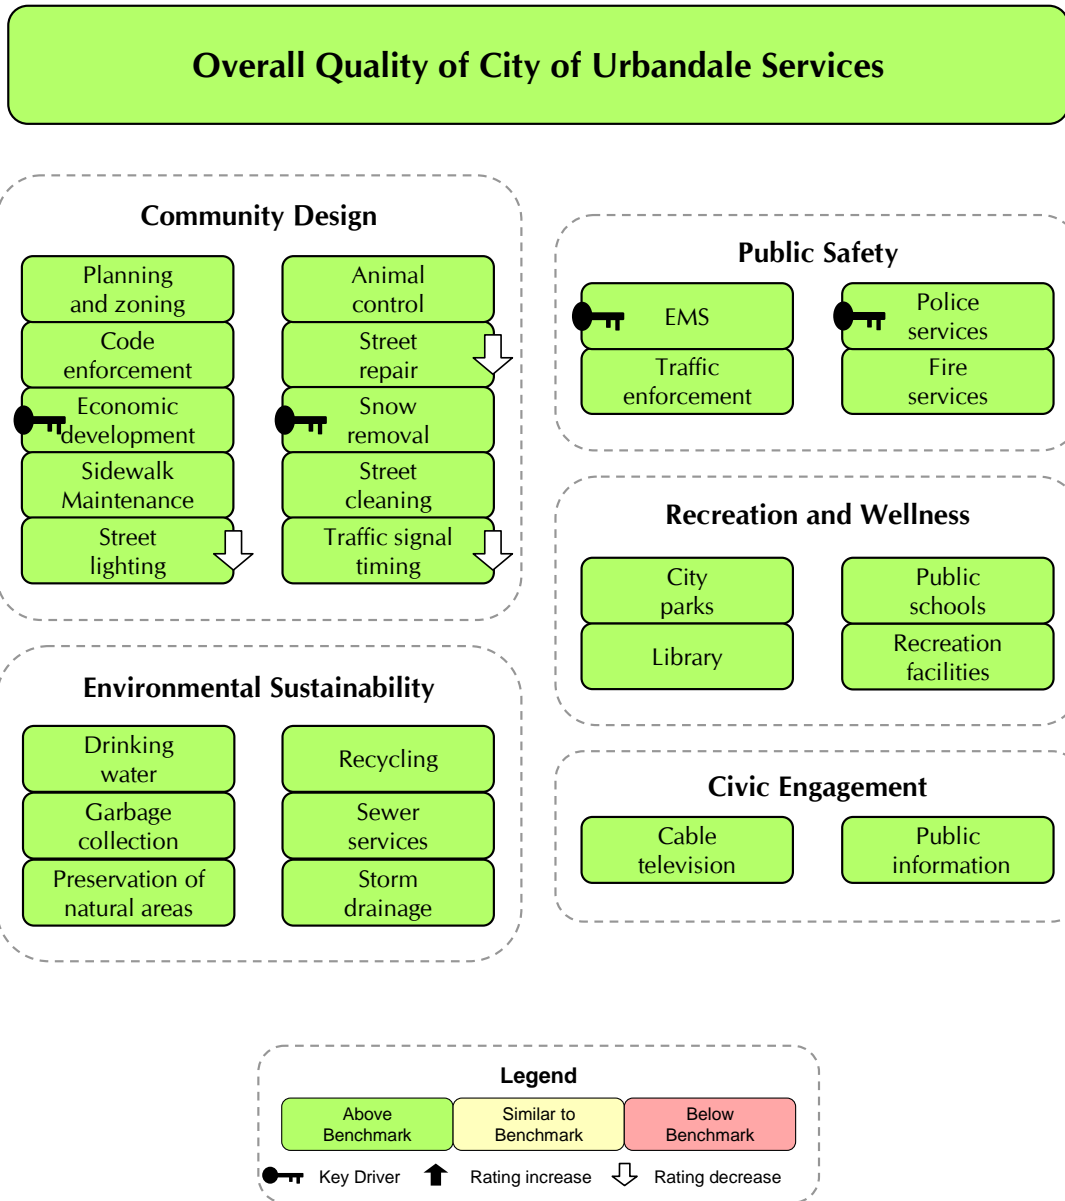 Overall Quality of City of Urbandale Services
Community Design
Planning
and zoning
Code
enforcement
Economic
development
Sidewalk
Maintenance
Street
lighting
Animal
control
Street
repair
Snow
removal
Street
cleaning
Traffic signal
timing
Public Safety
EMS
Traffic
enforcement
Police
services
Fire
services
Recreation and Wellness
City
parks
Library
Public
schools
Recreation
facilities
Environmental Sustainability
Drinking
water
Garbage
collection
Preservation of
natural areas
Recycling
Sewer
services
Storm
drainage
Civic Engagement
Cable
television
Public
information
Legend
Above
Benchmark
Similar to
Benchmark
Below
Benchmark
Key Driver
Rating increase
Rating decrease